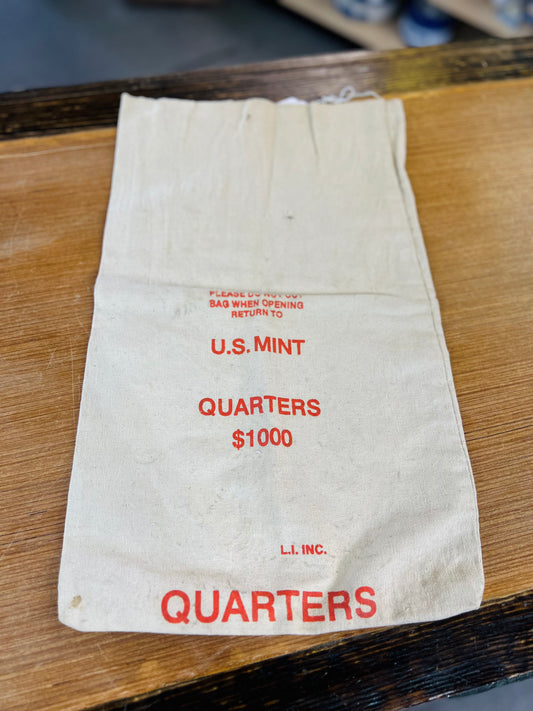 PLEASE DO NOT CUT
BAG WHEN OPENING
RETURN TO
U.S. MINT
QUARTERS
$1000
L.I. INC.
QUARTERS